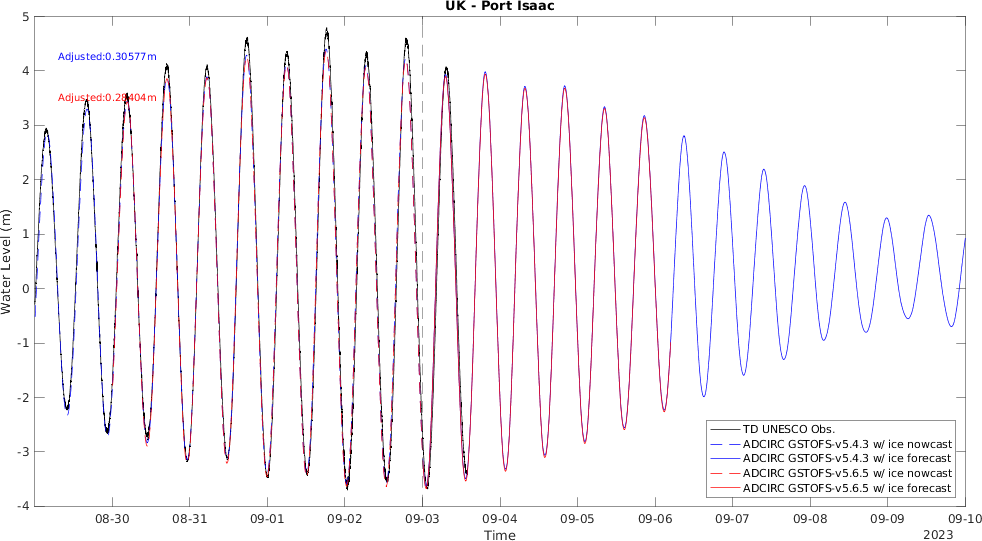 UK - Port Isaac
5
4
3
2
1
0
-1
-2
-3
-4
Water Level (m)
Adjusted:0.30577m
Adjusted:0.28404m
TD UNESCO Obs.
ADCIRC GSTOFS-v5.4.3 w/ ice nowcast
ADCIRC GSTOFS-v5.4.3 w/ ice forecast
ADCIRC GSTOFS-v5.6.5 w/ ice nowcast
ADCIRC GSTOFS-v5.6.5 w/ ice forecast
08-30 08-31 09-01 09-02 09-03 09-04 09-05 09-06 09-07 09-08 09-09 09-10
Time
2023